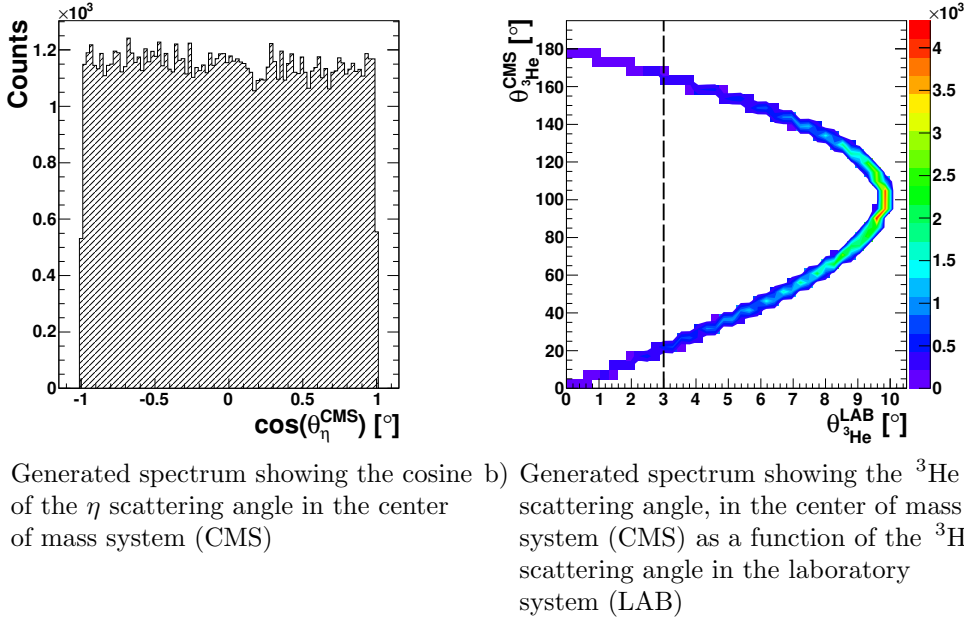 ×10³
Counts
1.2
1
0.8
0.6
0.4
0.2
0
-1 -0.5 0 0.5 1
cos(θ_η^CMS) [°]
×10³
θ_³He^CMS [°]
180
160
140
120
100
80
60
40
20
0
0 1 2 3 4 5 6 7 8 9 10
θ_³He^LAB [°]
4
3.5
3
2.5
2
1.5
1
0.5
0
Generated spectrum showing the cosine
of the η scattering angle in the center
of mass system (CMS)
b) Generated spectrum showing the ³He
scattering angle, in the center of mass
system (CMS) as a function of the ³H
scattering angle in the laboratory
system (LAB)